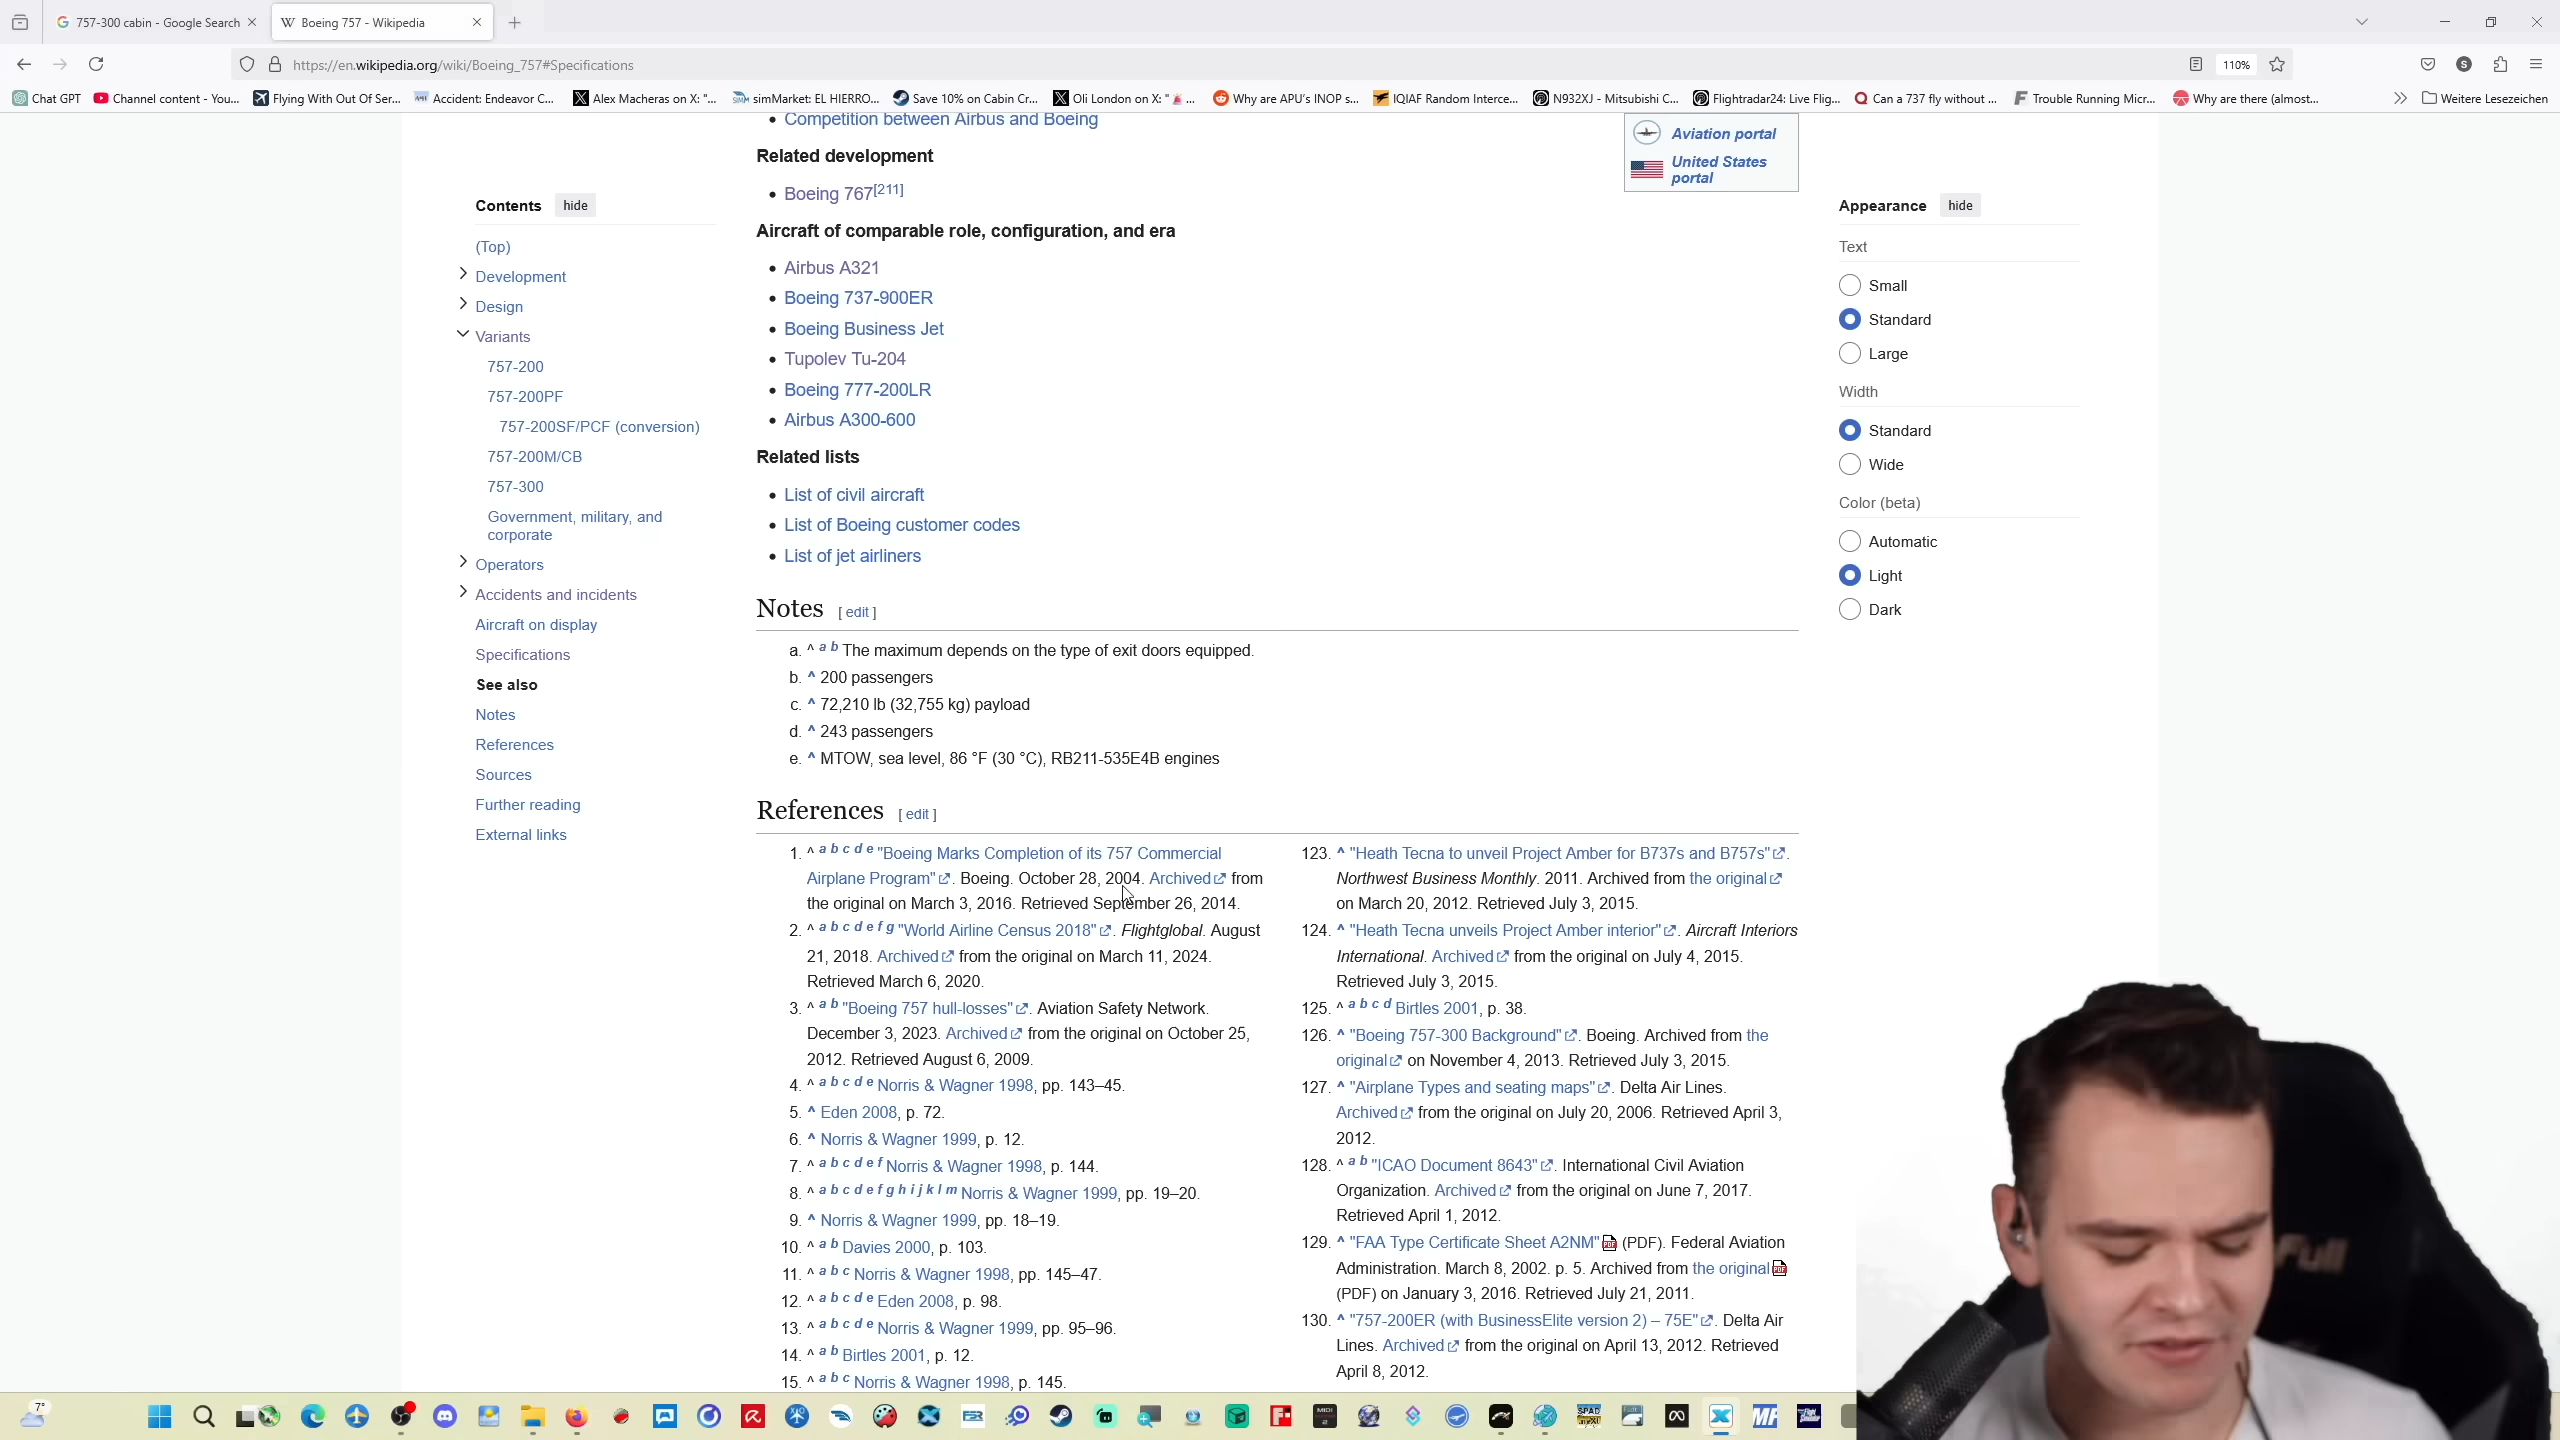 757-300 cabin - Google Search
Boeing 757 - Wikipedia
https://en.wikipedia.org/wiki/Boeing_757#Specifications
110%
S
Chat GPT
Channel content - You...
Flying With Out Of Ser...
Accident: Endeavor C...
Alex Macheras on X: "...
simMarket: EL HIERRO...
Save 10% on Cabin Cr...
Oli London on X: "🚨 ...
Why are APU's INOP s...
IQIAF Random Interce...
N932XJ - Mitsubishi C...
Flightradar24: Live Flig...
Can a 737 fly without ...
Trouble Running Micr...
Why are there (almost...
Weitere Lesezeichen
Contents hide
(Top)
Development
Design
Variants
757-200
757-200PF
757-200SF/PCF (conversion)
757-200M/CB
757-300
Government, military, and
corporate
Operators
Accidents and incidents
Aircraft on display
Specifications
See also
Notes
References
Sources
Further reading
External links
• Competition between Airbus and Boeing
Related development
• Boeing 767[211]
Aircraft of comparable role, configuration, and era
• Airbus A321
• Boeing 737-900ER
• Boeing Business Jet
• Tupolev Tu-204
• Boeing 777-200LR
• Airbus A300-600
Related lists
• List of civil aircraft
• List of Boeing customer codes
• List of jet airliners
Aviation portal
United States
portal
Notes [ edit ]
a. ^ a b The maximum depends on the type of exit doors equipped.
b. ^ 200 passengers
c. ^ 72,210 lb (32,755 kg) payload
d. ^ 243 passengers
e. ^ MTOW, sea level, 86 °F (30 °C), RB211-535E4B engines
References [ edit ]
1. ^ a b c d e "Boeing Marks Completion of its 757 Commercial
Airplane Program". Boeing. October 28, 2004. Archived from
the original on March 3, 2016. Retrieved September 26, 2014.
2. ^ a b c d e f g "World Airline Census 2018". Flightglobal. August
21, 2018. Archived from the original on March 11, 2024.
Retrieved March 6, 2020.
3. ^ a b "Boeing 757 hull-losses". Aviation Safety Network.
December 3, 2023. Archived from the original on October 25,
2012. Retrieved August 6, 2009.
4. ^ a b c d e Norris & Wagner 1998, pp. 143–45.
5. ^ Eden 2008, p. 72.
6. ^ Norris & Wagner 1999, p. 12.
7. ^ a b c d e f Norris & Wagner 1998, p. 144.
8. ^ a b c d e f g h i j k l m Norris & Wagner 1999, pp. 19–20.
9. ^ Norris & Wagner 1999, pp. 18–19.
10. ^ a b Davies 2000, p. 103.
11. ^ a b c Norris & Wagner 1998, pp. 145–47.
12. ^ a b c d e Eden 2008, p. 98.
13. ^ a b c d e Norris & Wagner 1999, pp. 95–96.
14. ^ a b Birtles 2001, p. 12.
15. ^ a b c Norris & Wagner 1998, p. 145.
123. ^ "Heath Tecna to unveil Project Amber for B737s and B757s".
Northwest Business Monthly. 2011. Archived from the original
on March 20, 2012. Retrieved July 3, 2015.
124. ^ "Heath Tecna unveils Project Amber interior". Aircraft Interiors
International. Archived from the original on July 4, 2015.
Retrieved July 3, 2015.
125. ^ a b c d Birtles 2001, p. 38.
126. ^ "Boeing 757-300 Background". Boeing. Archived from the
original on November 4, 2013. Retrieved July 3, 2015.
127. ^ "Airplane Types and seating maps". Delta Air Lines.
Archived from the original on July 20, 2006. Retrieved April 3,
2012.
128. ^ a b "ICAO Document 8643". International Civil Aviation
Organization. Archived from the original on June 7, 2017.
Retrieved April 1, 2012.
129. ^ "FAA Type Certificate Sheet A2NM" (PDF). Federal Aviation
Administration. March 8, 2002. p. 5. Archived from the original
(PDF) on January 3, 2016. Retrieved July 21, 2011.
130. ^ "757-200ER (with BusinessElite version 2) – 75E". Delta Air
Lines. Archived from the original on April 13, 2012. Retrieved
April 8, 2012.
Appearance hide
Text
Small
Standard
Large
Width
Standard
Wide
Color (beta)
Automatic
Light
Dark
7°